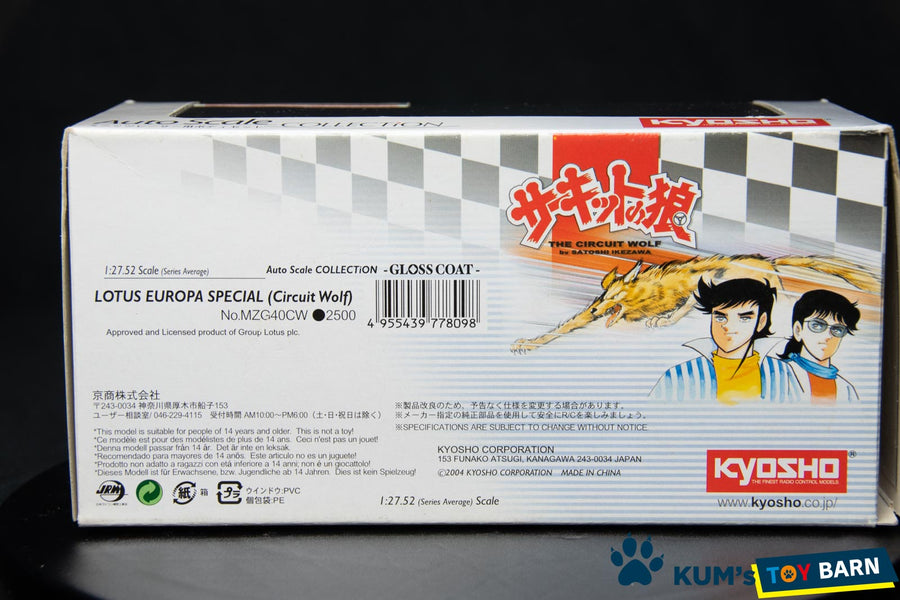 Auto Scale COLLECTION
KYOSHO
サーキットの狼
THE CIRCUIT WOLF
by SATOSHI IKEZAWA
1:27.52 Scale (Series Average)
Auto Scale COLLECTiON -GLOSS COAT-
LOTUS EUROPA SPECIAL (Circuit Wolf)
No.MZG40CW ●2500
Approved and Licensed product of Group Lotus plc.
4 955439 778098
京商株式会社
〒243-0034 神奈川県厚木市船子153
ユーザー相談室/ 046-229-4115 受付時間 AM10:00~PM6:00（土・日・祝日は除く）
*This model is suitable for people of 14 years and older. This is not a toy!
*Ce modèle est pour des modélistes de plus de 14 ans. Ceci n'est pas un jouet!
*Denna modell passar från 14 år. Det är inte en leksak.
*Recomendado para mayores de 14 años. Este articulo no es un juguete!
*Prodotto non adatto a ragazzi con età inferiore a 14 anni; non è un giocattolo!
*Dieses Modell ist für Erwachsene, bzw. Jugendliche ab 14 Jahren. Dies ist kein Spielzeug!
※製品改良のため、予告なく仕様を変更する場合があります。
※メーカー指定の純正部品を使用して安全にR/Cを楽しみましょう。
※SPECIFICATIONS ARE SUBJECT TO CHANGE WITHOUT NOTICE.
KYOSHO CORPORATION
153 FUNAKO ATSUGI, KANAGAWA 243-0034 JAPAN
©2004 KYOSHO CORPORATION MADE IN CHINA
JRM
紙 箱
プラ
ウインドウ:PVC
個包装:PE
1:27.52 (Series Average) Scale
KYOSHO®
THE FINEST RADIO CONTROL MODELS
www.kyosho.co.jp/
KUM's TOY BARN